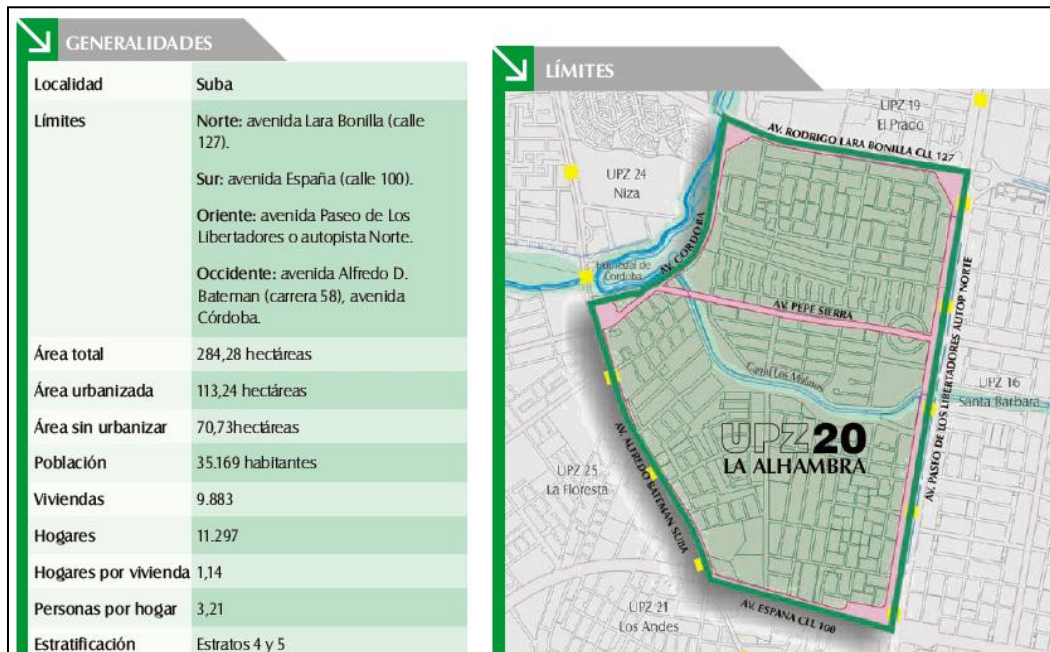 GENERALIDADES
Localidad Suba
Límites Norte: avenida Lara Bonilla (calle
127).
Sur: avenida España (calle 100).
Oriente: avenida Paseo de Los
Libertadores o autopista Norte.
Occidente: avenida Alfredo D.
Bateman (carrera 58), avenida
Córdoba.
Área total 284,28 hectáreas
Área urbanizada 113,24 hectáreas
Área sin urbanizar 70,73hectáreas
Población 35.169 habitantes
Viviendas 9.883
Hogares 11.297
Hogares por vivienda 1,14
Personas por hogar 3,21
Estratificación Estratos 4 y 5
LÍMITES
UPZ 19
El Prado
AV. RODRIGO LARA BONILLA CLL 127
UPZ 24
Niza
Humedal de
Cordoba
AV. CORDOBA
AV. PEPE SIERRA
AV. PASEO DE LOS LIBERTADORES AUTOP NORTE
Canal Los Molinos
UPZ 16
Santa Barbara
UPZ20
LA ALHAMBRA
UPZ 25
La Floresta
AV. ALFREDO BATEMAN SUBA
UPZ 21
Los Andes
AV. ESPANA CLL 100